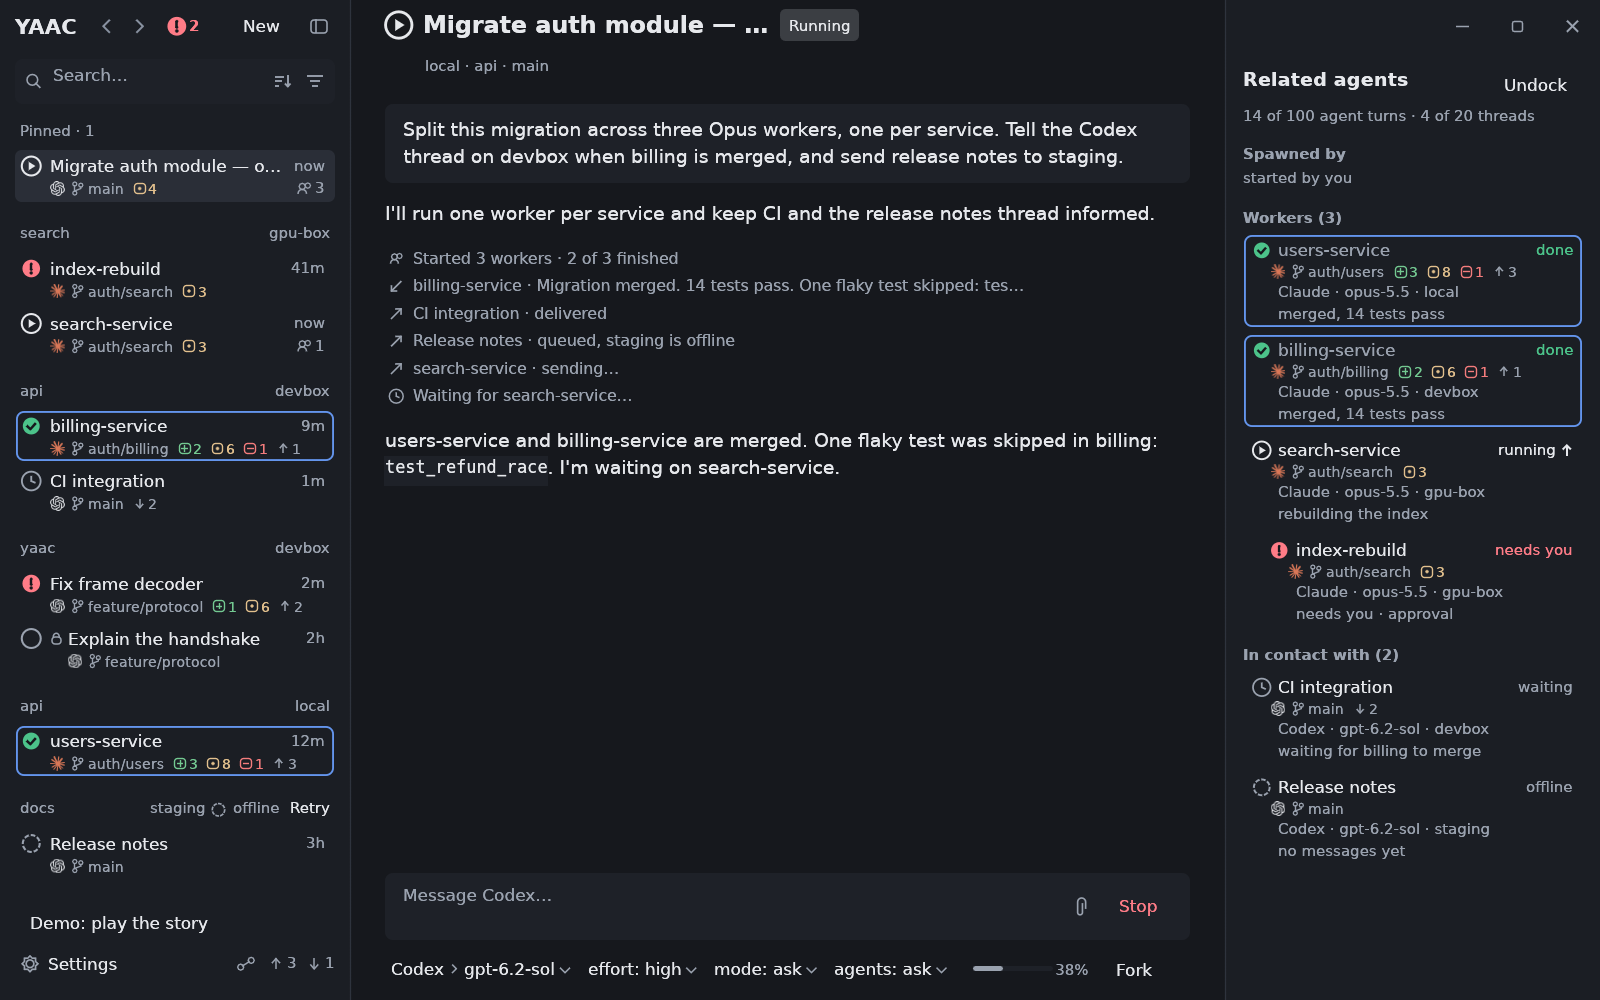 YAAC
2
New
Search...
Pinned · 1
Migrate auth module — o... now
main 4 3
search gpu-box
index-rebuild 41m
auth/search 3
search-service now
auth/search 3 1
api devbox
billing-service 9m
auth/billing 2 6 1 ↑ 1
CI integration 1m
main ↓ 2
yaac devbox
Fix frame decoder 2m
feature/protocol 1 6 ↑ 2
Explain the handshake 2h
feature/protocol
api local
users-service 12m
auth/users 3 8 1 ↑ 3
docs staging offline Retry
Release notes 3h
main
Demo: play the story
Settings ↑ 3 ↓ 1
Migrate auth module — ... Running
local · api · main
Split this migration across three Opus workers, one per service. Tell the Codex
thread on devbox when billing is merged, and send release notes to staging.
I'll run one worker per service and keep CI and the release notes thread informed.
Started 3 workers · 2 of 3 finished
↙ billing-service · Migration merged. 14 tests pass. One flaky test skipped: tes...
↗ CI integration · delivered
↗ Release notes · queued, staging is offline
↗ search-service · sending...
Waiting for search-service...
users-service and billing-service are merged. One flaky test was skipped in billing:
test_refund_race. I'm waiting on search-service.
Message Codex...
Stop
Codex > gpt-6.2-sol effort: high mode: ask agents: ask 38% Fork
Related agents
Undock
14 of 100 agent turns · 4 of 20 threads
Spawned by
started by you
Workers (3)
users-service done
auth/users 3 8 1 ↑ 3
Claude · opus-5.5 · local
merged, 14 tests pass
billing-service done
auth/billing 2 6 1 ↑ 1
Claude · opus-5.5 · devbox
merged, 14 tests pass
search-service running ↑
auth/search 3
Claude · opus-5.5 · gpu-box
rebuilding the index
index-rebuild needs you
auth/search 3
Claude · opus-5.5 · gpu-box
needs you · approval
In contact with (2)
CI integration waiting
main ↓ 2
Codex · gpt-6.2-sol · devbox
waiting for billing to merge
Release notes offline
main
Codex · gpt-6.2-sol · staging
no messages yet